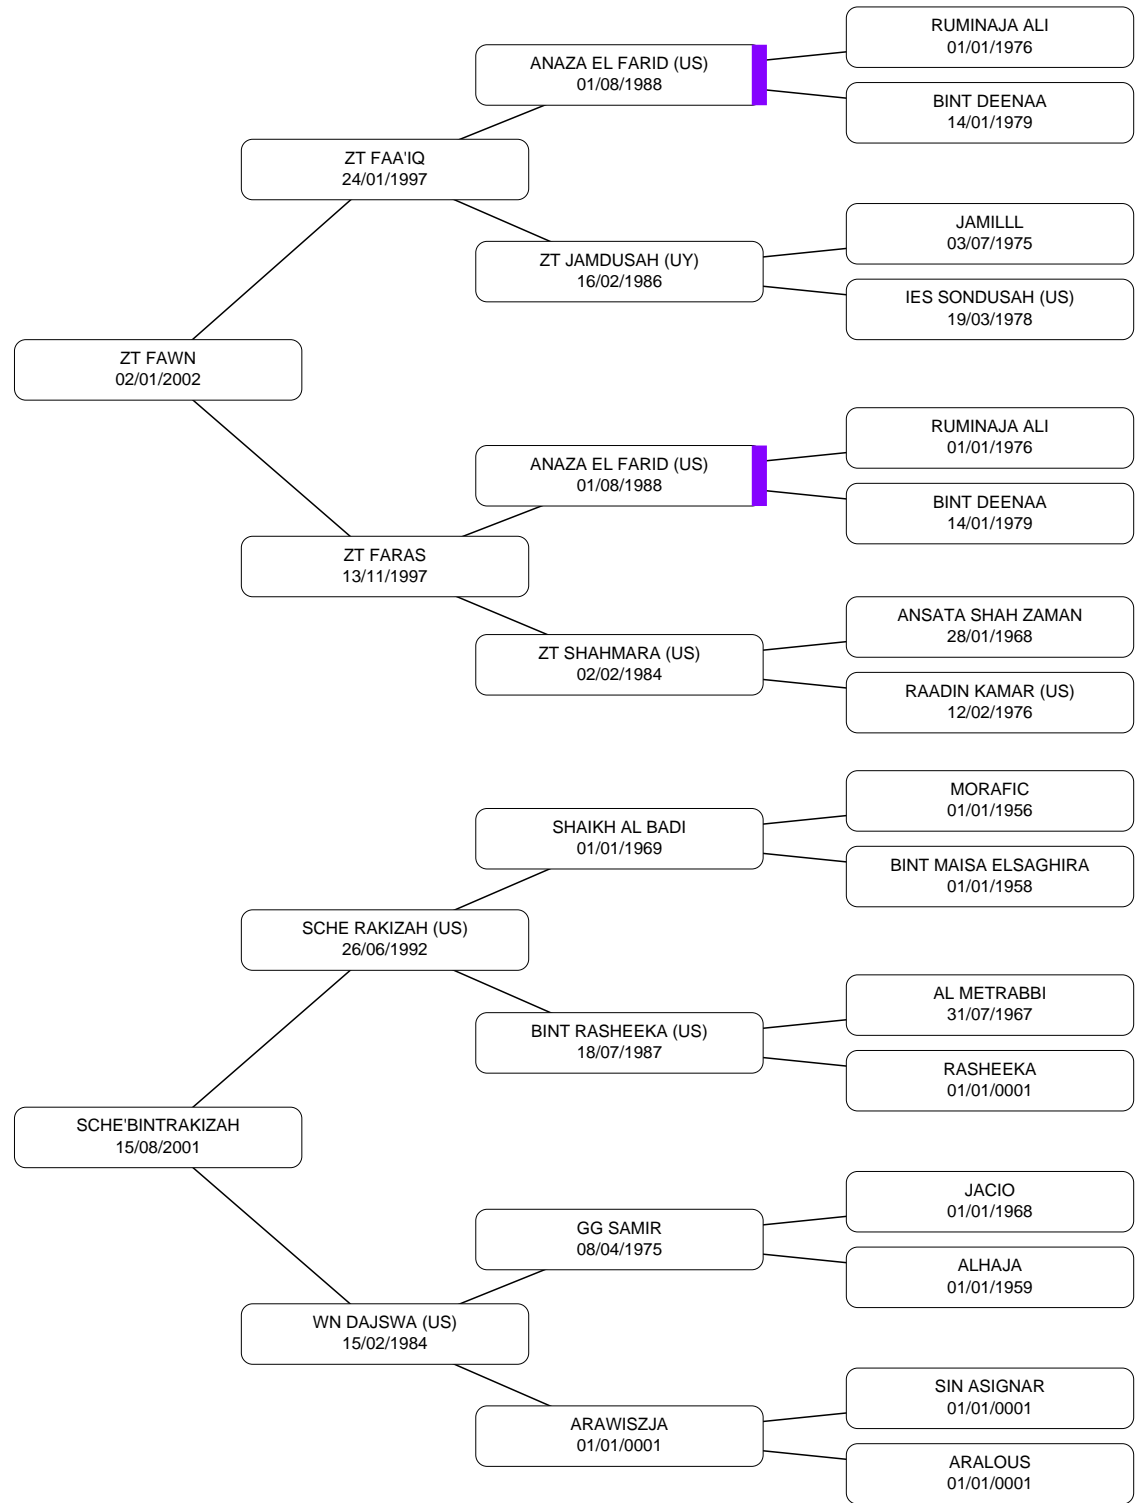 RUMINAJA ALI
01/01/1976
ANAZA EL FARID (US)
01/08/1988
BINT DEENAA
14/01/1979
ZT FAA'IQ
24/01/1997
JAMILLL
03/07/1975
ZT JAMDUSAH (UY)
16/02/1986
IES SONDUSAH (US)
19/03/1978
ZT FAWN
02/01/2002
RUMINAJA ALI
01/01/1976
ANAZA EL FARID (US)
01/08/1988
BINT DEENAA
14/01/1979
ZT FARAS
13/11/1997
ANSATA SHAH ZAMAN
28/01/1968
ZT SHAHMARA (US)
02/02/1984
RAADIN KAMAR (US)
12/02/1976
MORAFIC
01/01/1956
SHAIKH AL BADI
01/01/1969
BINT MAISA ELSAGHIRA
01/01/1958
SCHE RAKIZAH (US)
26/06/1992
AL METRABBI
31/07/1967
BINT RASHEEKA (US)
18/07/1987
RASHEEKA
01/01/0001
SCHE'BINTRAKIZAH
15/08/2001
JACIO
01/01/1968
GG SAMIR
08/04/1975
ALHAJA
01/01/1959
WN DAJSWA (US)
15/02/1984
SIN ASIGNAR
01/01/0001
ARAWISZJA
01/01/0001
ARALOUS
01/01/0001